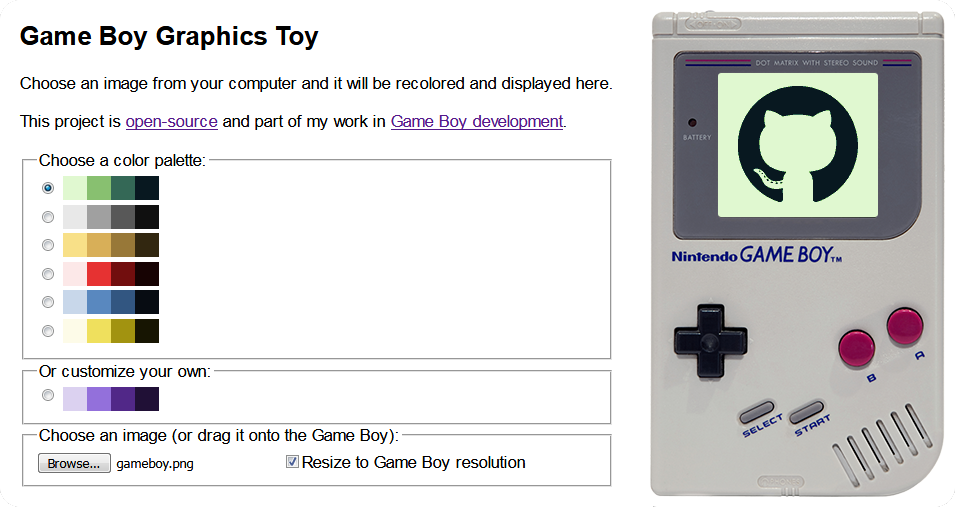 Game Boy Graphics Toy
Choose an image from your computer and it will be recolored and displayed here.
This project is open-source and part of my work in Game Boy development.
Choose a color palette:
Or customize your own:
Choose an image (or drag it onto the Game Boy):
Browse... gameboy.png
Resize to Game Boy resolution
DOT MATRIX WITH STEREO SOUND
BATTERY
Nintendo GAME BOY TM
A
B
SELECT
START